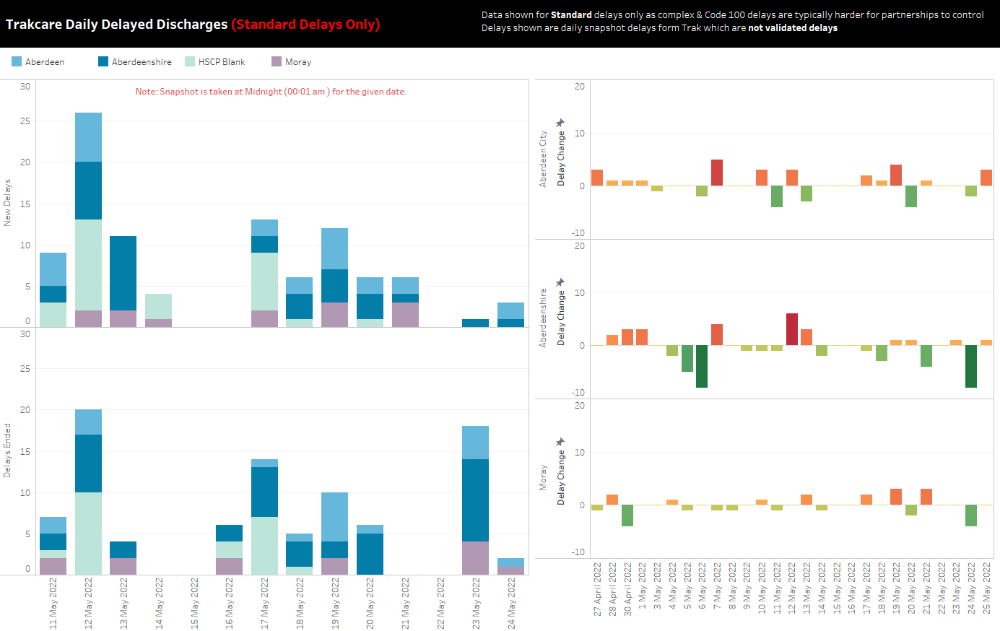 Trakcare Daily Delayed Discharges (Standard Delays Only)
Data shown for Standard delays only as complex & Code 100 delays are typically harder for partnerships to control
Delays shown are daily snapshot delays form Trak which are not validated delays
Aberdeen
Aberdeenshire
HSCP Blank
Moray
Note: Snapshot is taken at Midnight (00:01 am ) for the given date.
New Delays
30
25
20
15
10
5
0
Delays Ended
30
25
20
15
10
5
0
11 May 2022
12 May 2022
13 May 2022
14 May 2022
15 May 2022
16 May 2022
17 May 2022
18 May 2022
19 May 2022
20 May 2022
21 May 2022
22 May 2022
23 May 2022
24 May 2022
Aberdeen City
Delay Change
20
10
0
-10
Aberdeenshire
Delay Change
20
10
0
-10
Moray
Delay Change
20
10
0
-10
27 April 2022
28 April 2022
30 April 2022
1 May 2022
3 May 2022
4 May 2022
5 May 2022
6 May 2022
7 May 2022
8 May 2022
9 May 2022
10 May 2022
11 May 2022
12 May 2022
13 May 2022
14 May 2022
15 May 2022
16 May 2022
17 May 2022
18 May 2022
19 May 2022
20 May 2022
21 May 2022
22 May 2022
23 May 2022
24 May 2022
25 May 2022